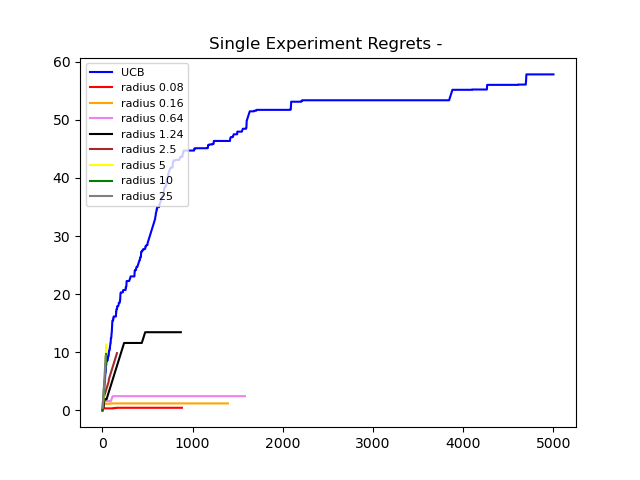 Single Experiment Regrets -
60
50
40
30
20
10
0
UCB
radius 0.08
radius 0.16
radius 0.64
radius 1.24
radius 2.5
radius 5
radius 10
radius 25
0 1000 2000 3000 4000 5000